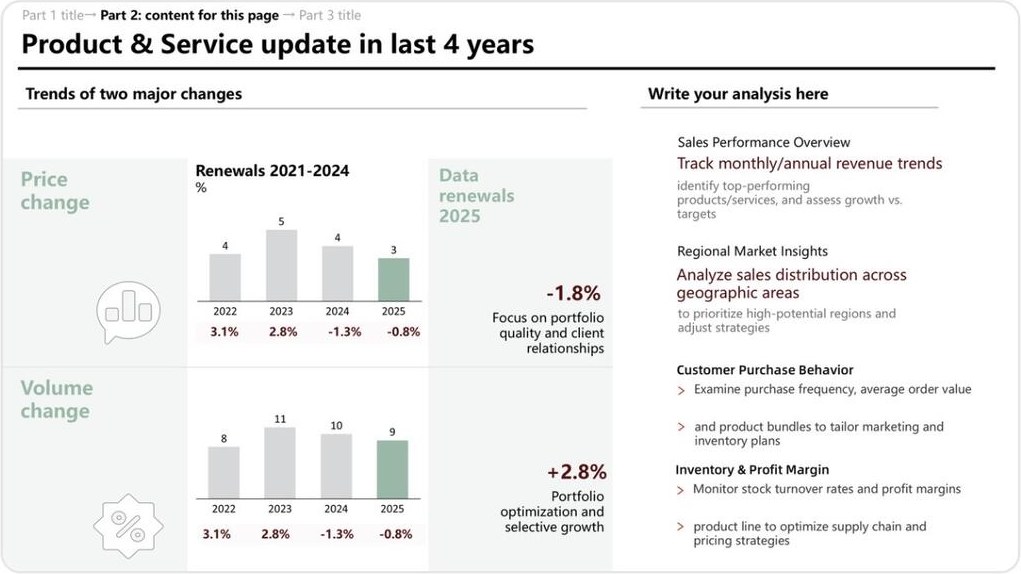 Part 1 title→ Part 2: content for this page → Part 3 title
Product & Service update in last 4 years
Trends of two major changes
Price
change
Renewals 2021-2024
%
4
5
4
3
2022
2023
2024
2025
3.1%
2.8%
-1.3%
-0.8%
Data
renewals
2025
-1.8%
Focus on portfolio
quality and client
relationships
Volume
change
8
11
10
9
2022
2023
2024
2025
3.1%
2.8%
-1.3%
-0.8%
+2.8%
Portfolio
optimization and
selective growth
Write your analysis here
Sales Performance Overview
Track monthly/annual revenue trends
identify top-performing
products/services, and assess growth vs.
targets
Regional Market Insights
Analyze sales distribution across
geographic areas
to prioritize high-potential regions and
adjust strategies
Customer Purchase Behavior
> Examine purchase frequency, average order value
> and product bundles to tailor marketing and
inventory plans
Inventory & Profit Margin
> Monitor stock turnover rates and profit margins
> product line to optimize supply chain and
pricing strategies